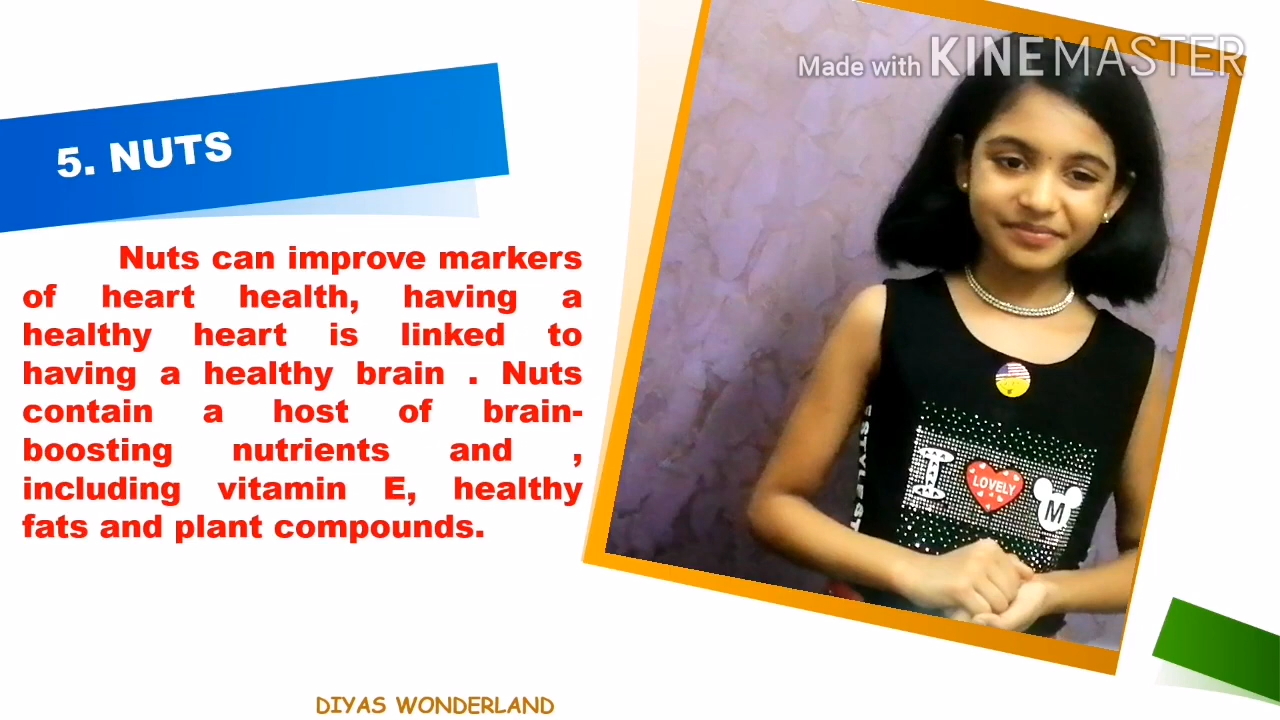 Made with KINEMASTER
5. NUTS
Nuts can improve markers
of heart health, having a
healthy heart is linked to
having a healthy brain . Nuts
contain a host of brain-
boosting nutrients and ,
including vitamin E, healthy
fats and plant compounds.
I LOVELY M
DIYAS WONDERLAND